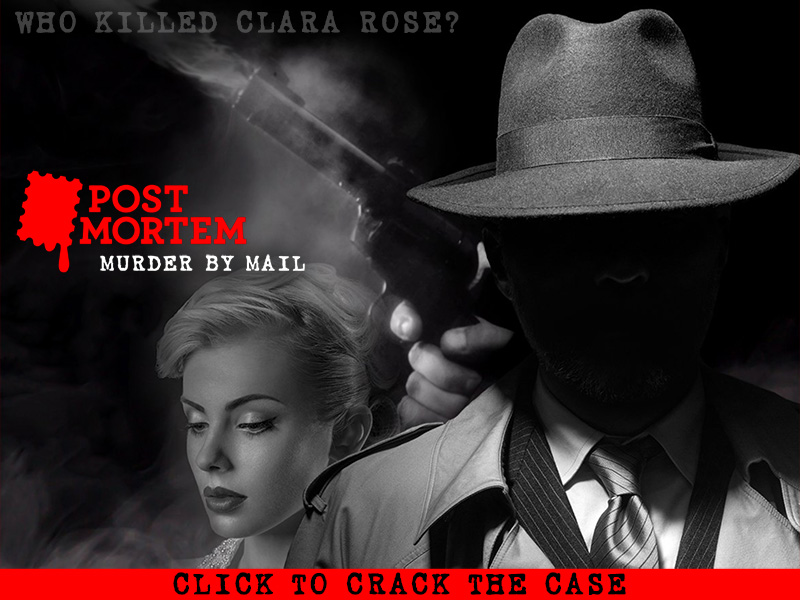 WHO KILLED CLARA ROSE?
POST
MORTEM
MURDER BY MAIL
CLICK TO CRACK THE CASE